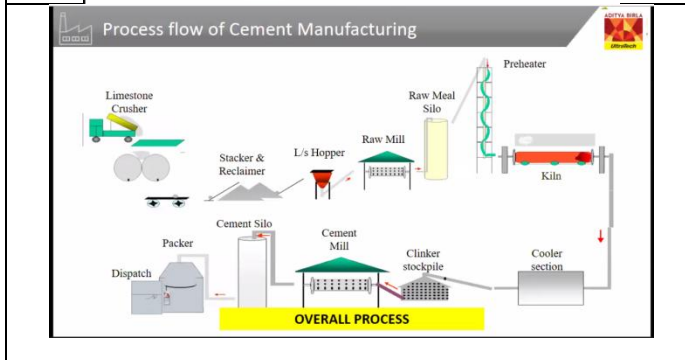 Process flow of Cement Manufacturing
ADITYA BIRLA
UltraTech
Preheater
Limestone
Crusher
Raw Meal
Silo
Raw Mill
L/s Hopper
Stacker &
Reclaimer
Kiln
Cement Silo
Cement
Mill
Packer
Clinker
stockpile
Cooler
section
Dispatch
OVERALL PROCESS